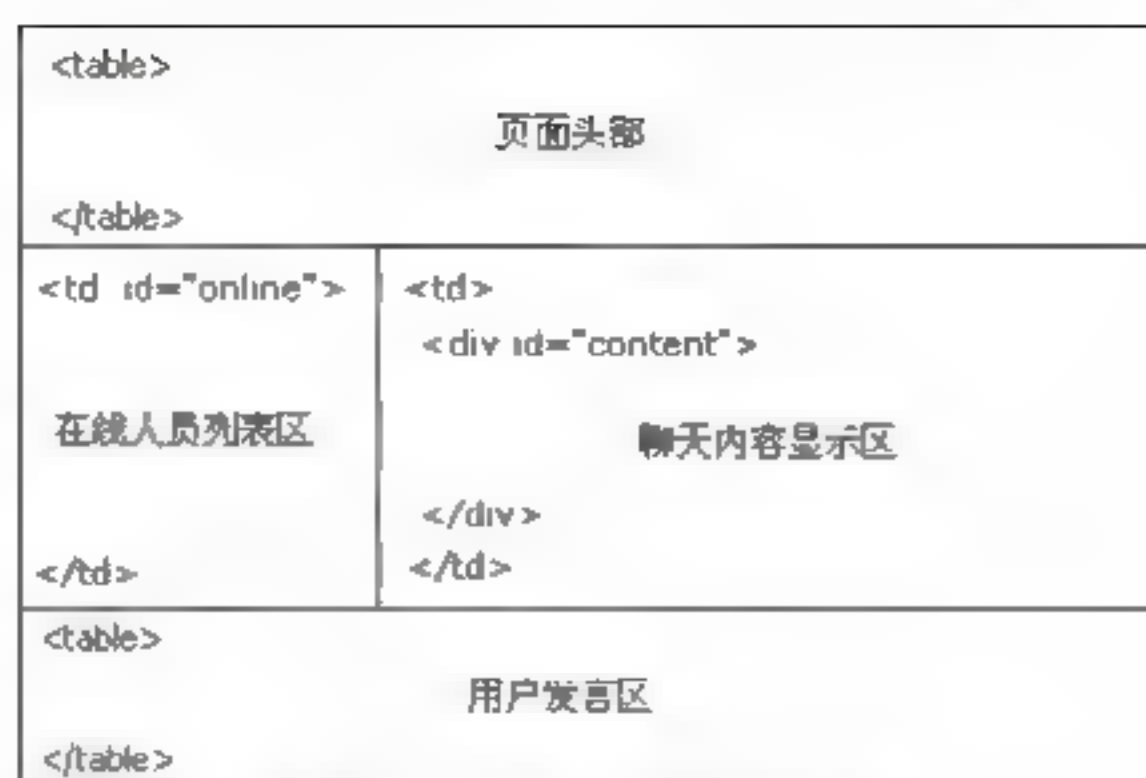 <table>
页面头部
</table>
<td id="online">
在线人员列表区
</td>
<td>
<div id="content">
聊天内容显示区
</div>
</td>
<table>
用户发言区
</table>